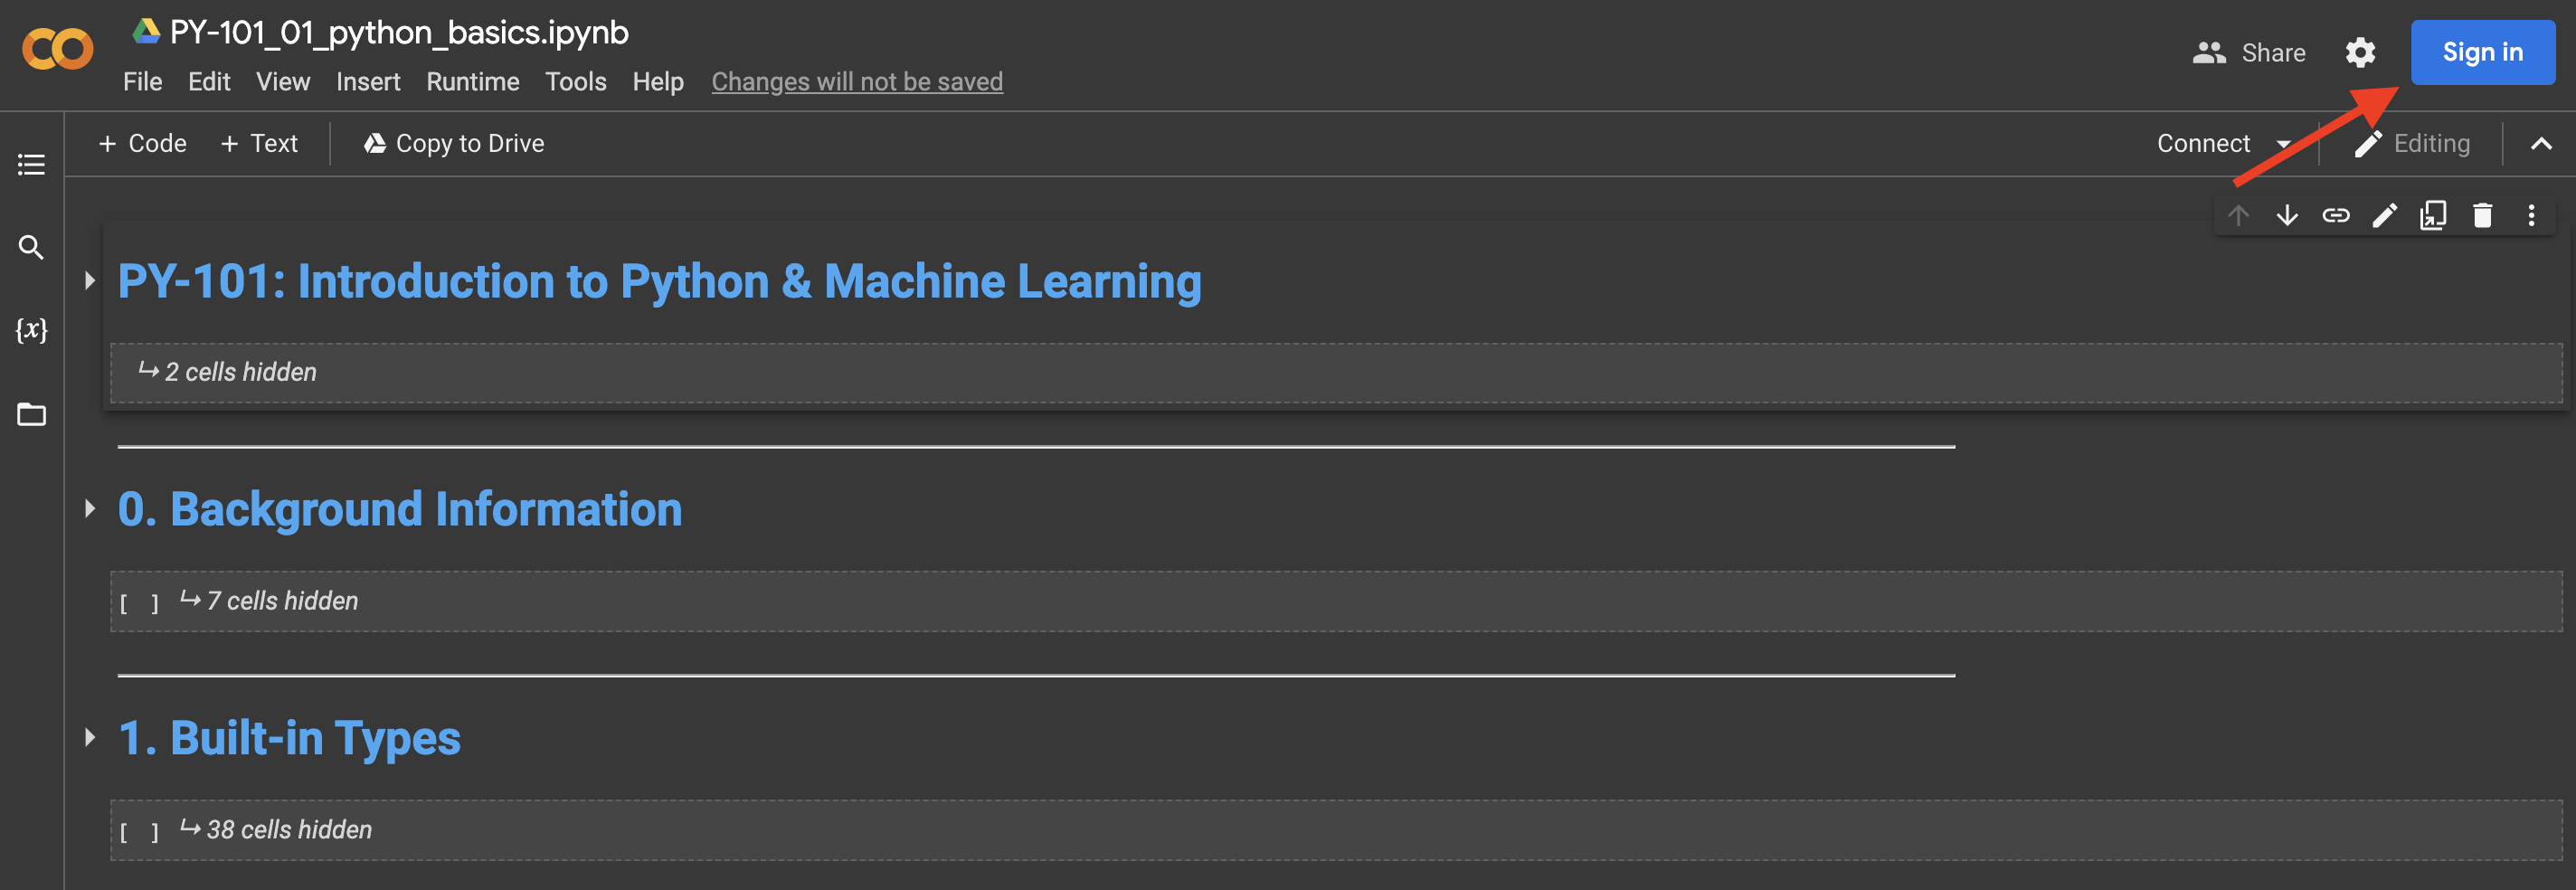 PY-101_01_python_basics.ipynb
File Edit View Insert Runtime Tools Help Changes will not be saved
Share Sign in
+ Code + Text Copy to Drive
Connect Editing
{x}
PY-101: Introduction to Python & Machine Learning
↳ 2 cells hidden
0. Background Information
[ ] ↳ 7 cells hidden
1. Built-in Types
[ ] ↳ 38 cells hidden